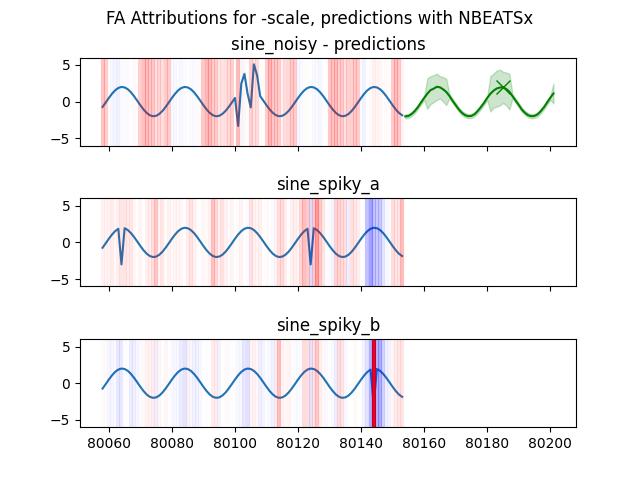 FA Attributions for -scale, predictions with NBEATSx
sine_noisy - predictions
5
0
−5
sine_spiky_a
5
0
−5
sine_spiky_b
5
0
−5
80060 80080 80100 80120 80140 80160 80180 80200